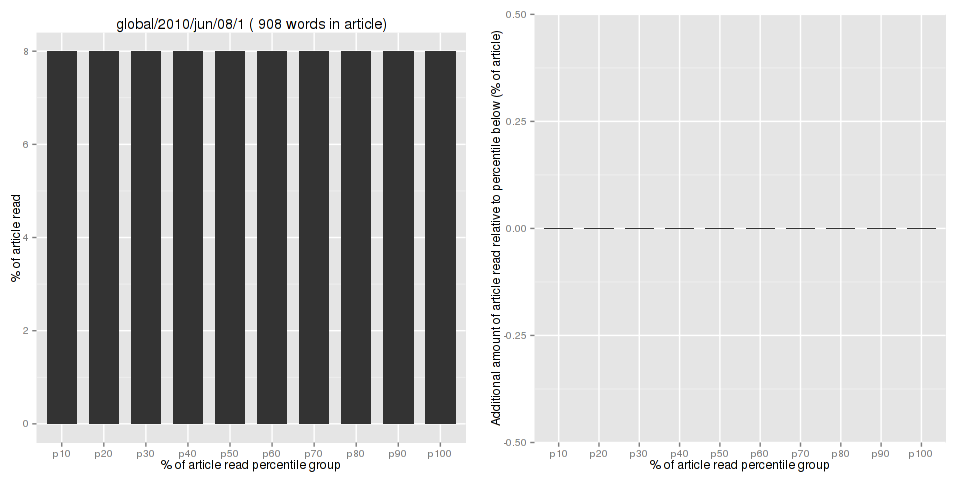 global/2010/jun/08/1 ( 908 words in article)
% of article read
8
6
4
2
0
p10 p20 p30 p40 p50 p60 p70 p80 p90 p100
% of article read percentile group
Additional amount of article read relative to percentile below (% of article)
0.50
0.25
0.00
-0.25
-0.50
p10 p20 p30 p40 p50 p60 p70 p80 p90 p100
% of article read percentile group